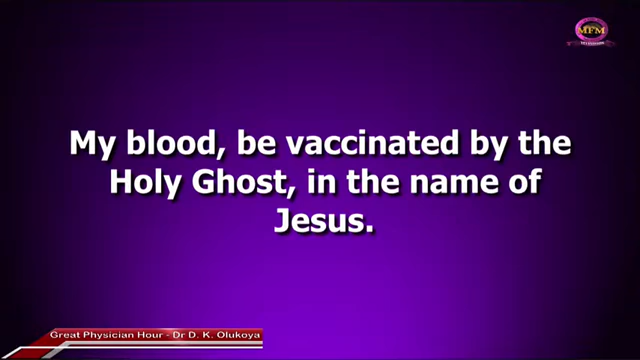 MFM
My blood, be vaccinated by the
Holy Ghost, in the name of
Jesus.
Great Physician Hour - Dr D. K. Olukoya